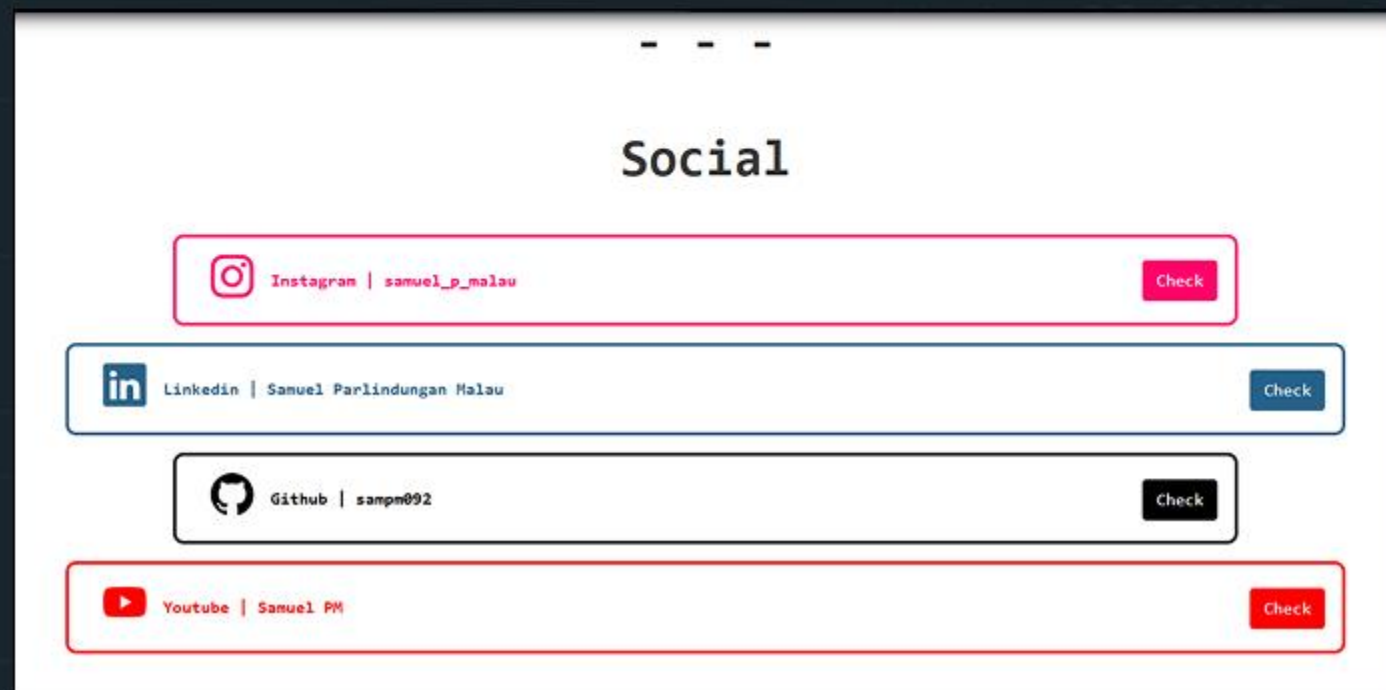 - - -
Social
Instagram | samuel_p_malau
Check
Linkedin | Samuel Parlindungan Malau
Check
Github | sampm092
Check
Youtube | Samuel PM
Check